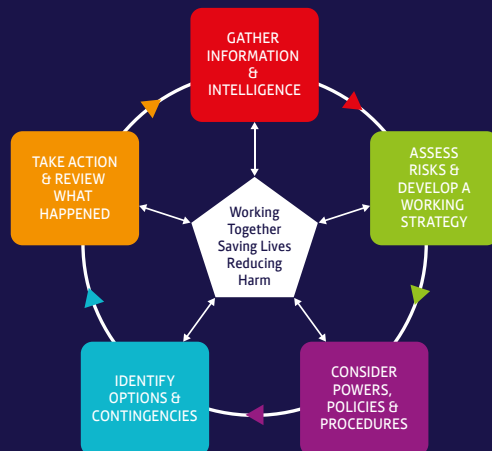 GATHER
INFORMATION
&
INTELLIGENCE
ASSESS
RISKS &
DEVELOP A
WORKING
STRATEGY
CONSIDER
POWERS,
POLICIES &
PROCEDURES
IDENTIFY
OPTIONS &
CONTINGENCIES
TAKE ACTION
& REVIEW
WHAT
HAPPENED
Working
Together
Saving Lives
Reducing
Harm